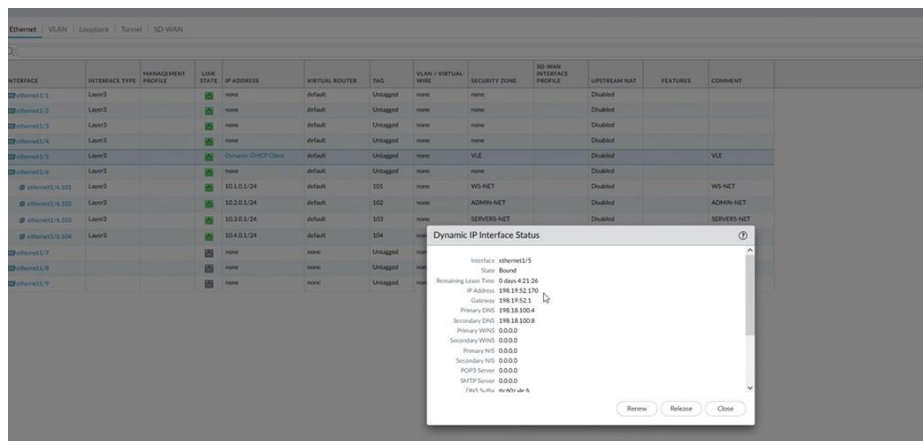 Ethernet VLAN Loopback Tunnel SD-WAN
INTERFACE INTERFACE TYPE MANAGEMENT PROFILE LINK STATE IP ADDRESS VIRTUAL ROUTER TAG VLAN / VIRTUAL-WIRE SECURITY ZONE SD-WAN INTERFACE PROFILE UPSTREAM NAT FEATURES COMMENT
ethernet1/1 Layer3 none default Untagged none none Disabled
ethernet1/2 Layer3 none default Untagged none none Disabled
ethernet1/3 Layer3 none default Untagged none none Disabled
ethernet1/4 Layer3 none default Untagged none none Disabled
ethernet1/5 Layer3 Dynamic-DHCP Client default Untagged none VLE Disabled VLE
ethernet1/6 Layer3 none default Untagged none none Disabled
ethernet1/6.101 Layer3 10.1.0.1/24 default 101 none WS-NET Disabled WS-NET
ethernet1/6.102 Layer3 10.2.0.1/24 default 102 none ADMIN-NET Disabled ADMIN-NET
ethernet1/6.103 Layer3 10.3.0.1/24 default 103 none SERVERS-NET Disabled SERVERS-NET
ethernet1/6.104 Layer3 10.4.0.1/24 default 104
ethernet1/7 none none Untagged
ethernet1/8 none none Untagged
ethernet1/9 none none Untagged
Dynamic IP Interface Status
Interface ethernet1/5
State Bound
Remaining Lease Time 0 days 4:21:26
IP Address 198.19.52.170
Gateway 198.19.52.1
Primary DNS 198.18.100.4
Secondary DNS 198.18.100.8
Primary WINS 0.0.0.0
Secondary WINS 0.0.0.0
Primary NIS 0.0.0.0
Secondary NIS 0.0.0.0
POP3 Server 0.0.0.0
SMTP Server 0.0.0.0
DNS Suffix
Renew Release Close